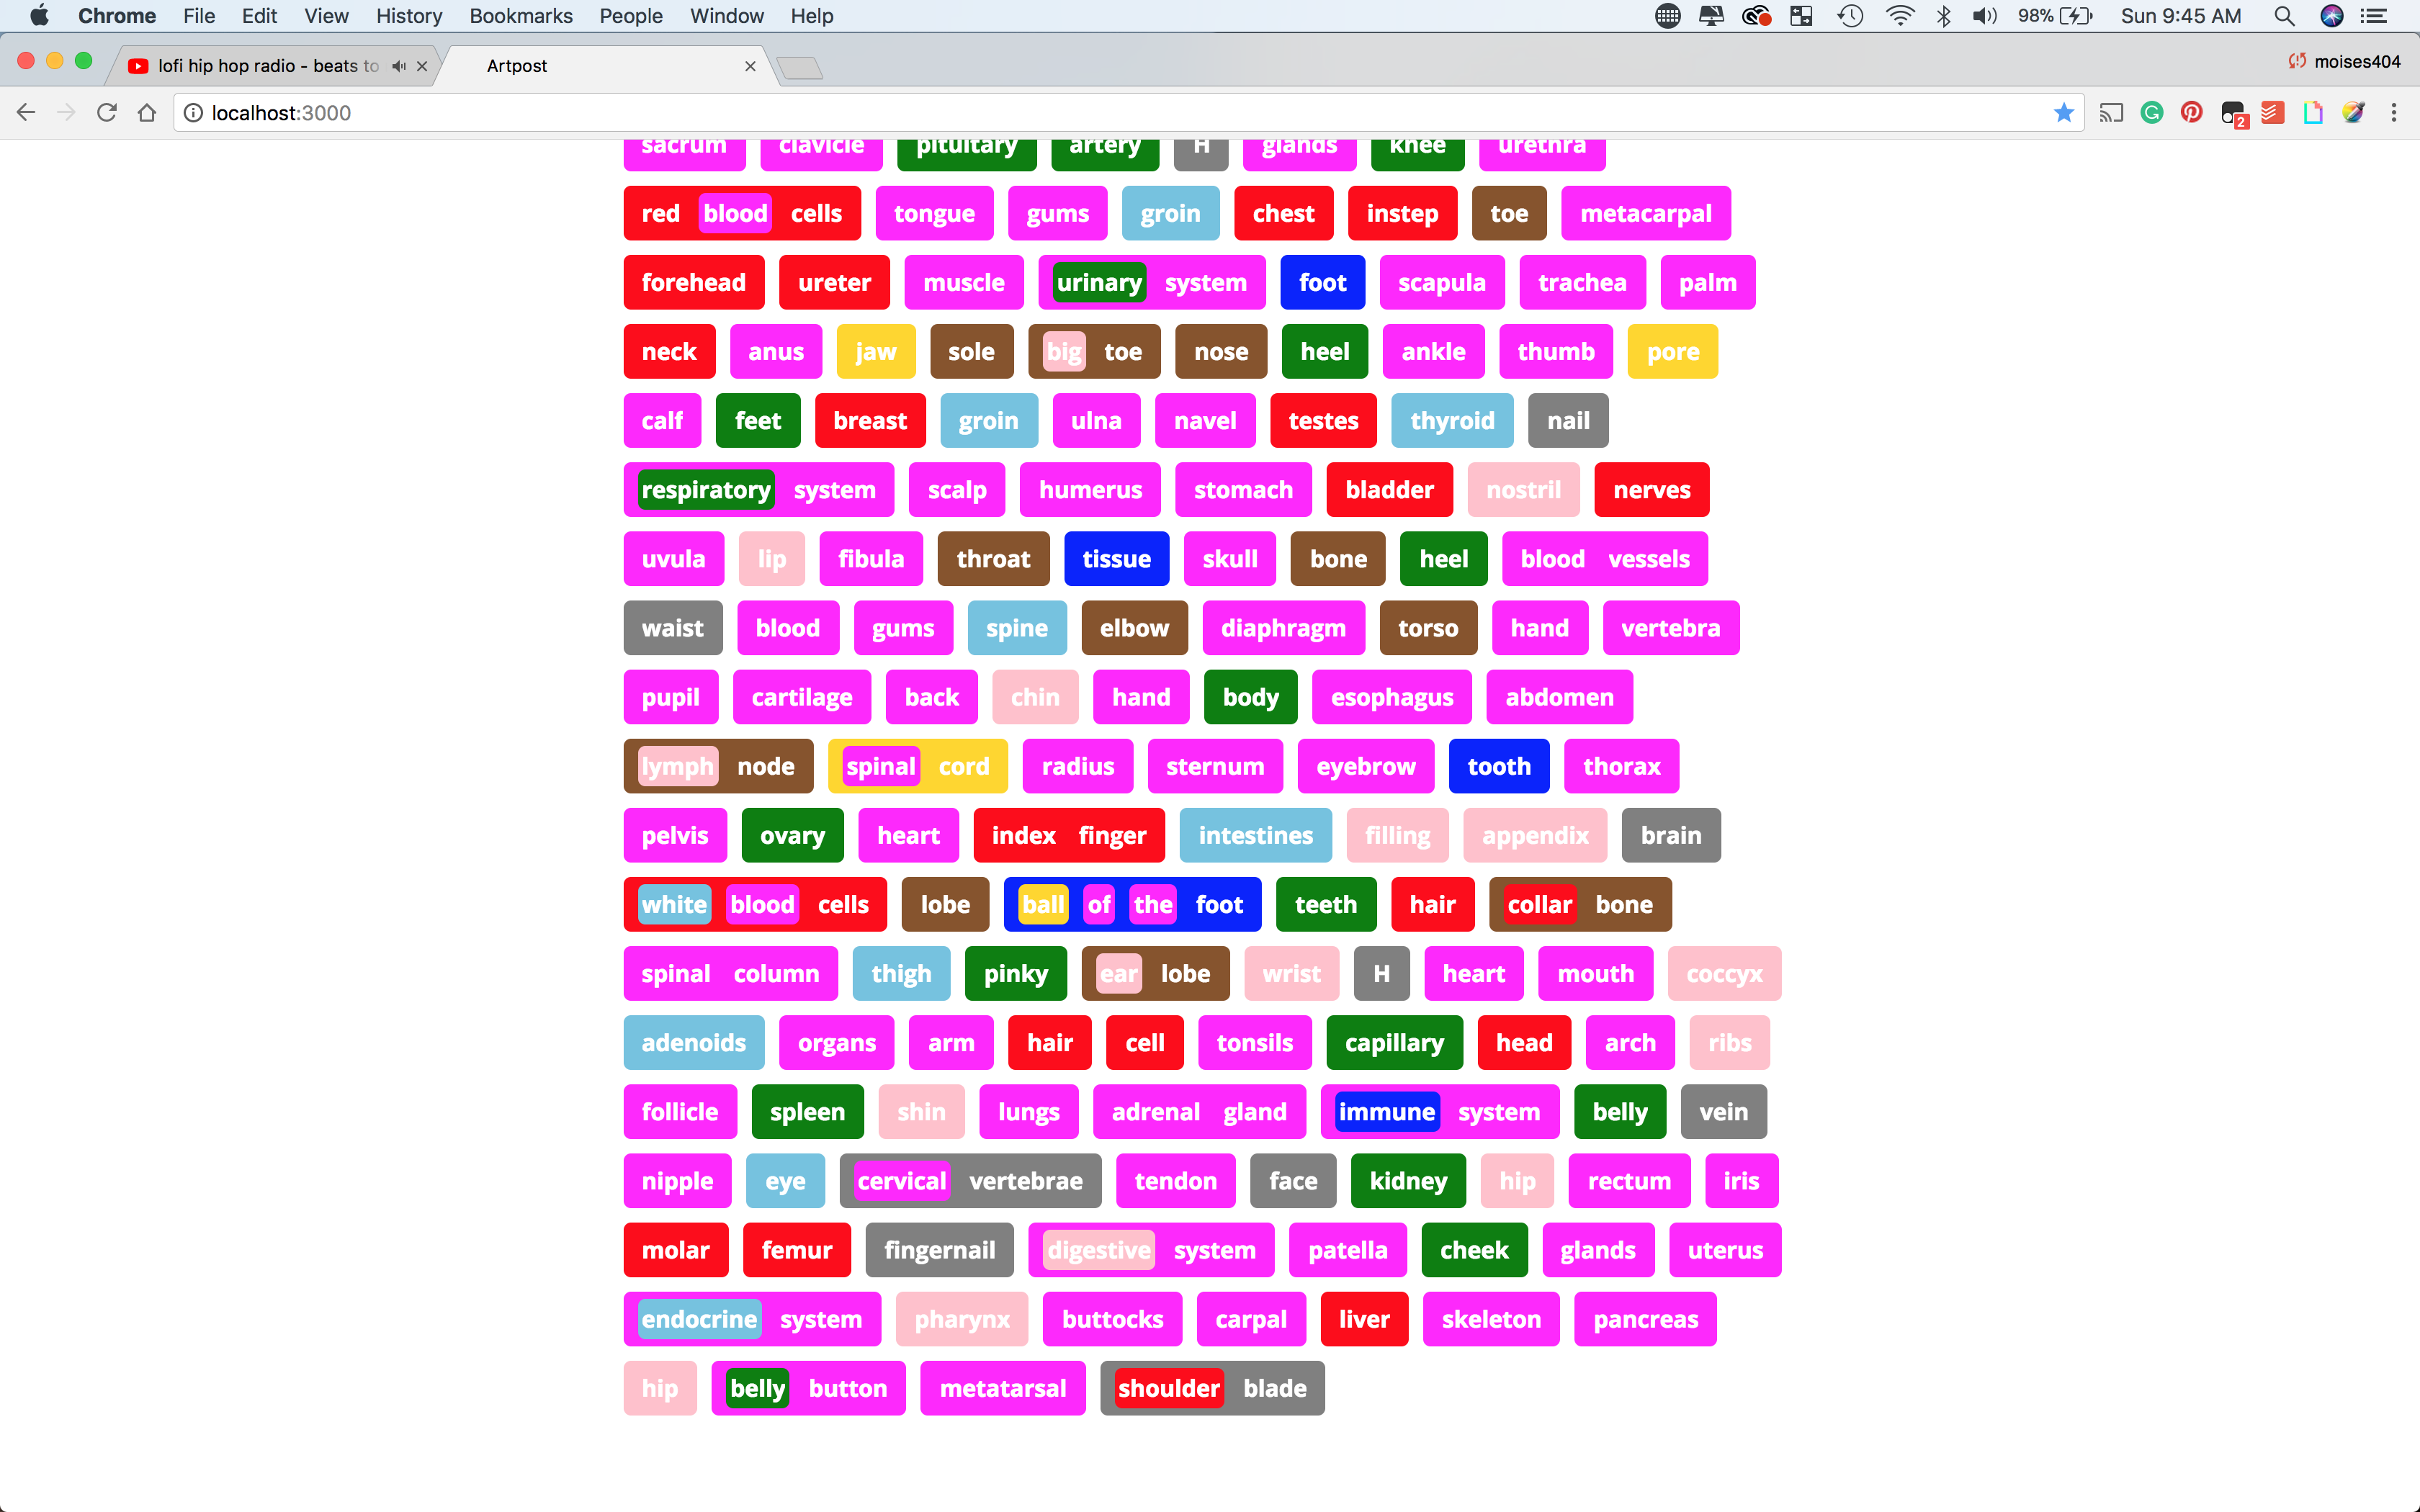 Chrome File Edit View History Bookmarks People Window Help 98% Sun 9:45 AM
lofi hip hop radio - beats to Artpost moises404
localhost:3000 2
sacrum clavicle pituitary artery H glands knee urethra
red blood cells tongue gums groin chest instep toe metacarpal
forehead ureter muscle urinary system foot scapula trachea palm
neck anus jaw sole big toe nose heel ankle thumb pore
calf feet breast groin ulna navel testes thyroid nail
respiratory system scalp humerus stomach bladder nostril nerves
uvula lip fibula throat tissue skull bone heel blood vessels
waist blood gums spine elbow diaphragm torso hand vertebra
pupil cartilage back chin hand body esophagus abdomen
lymph node spinal cord radius sternum eyebrow tooth thorax
pelvis ovary heart index finger intestines filling appendix brain
white blood cells lobe ball of the foot teeth hair collar bone
spinal column thigh pinky ear lobe wrist H heart mouth coccyx
adenoids organs arm hair cell tonsils capillary head arch ribs
follicle spleen shin lungs adrenal gland immune system belly vein
nipple eye cervical vertebrae tendon face kidney hip rectum iris
molar femur fingernail digestive system patella cheek glands uterus
endocrine system pharynx buttocks carpal liver skeleton pancreas
hip belly button metatarsal shoulder blade